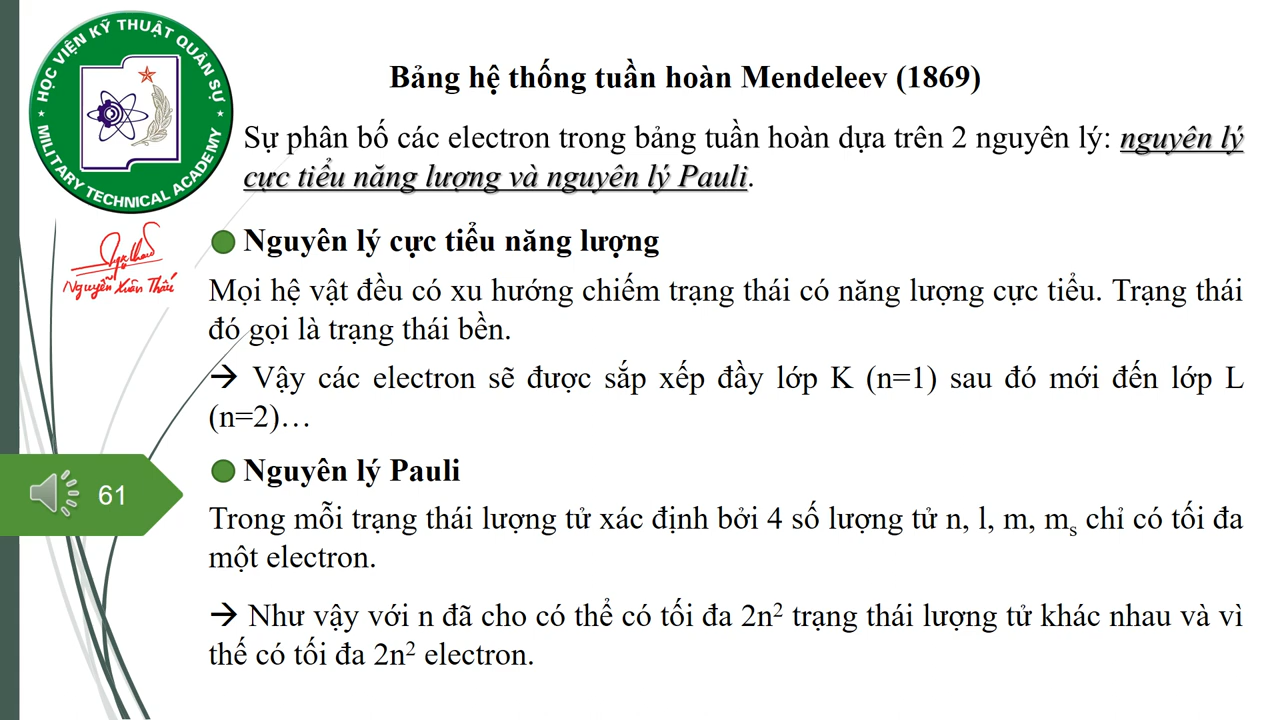 HỌC VIỆN KỸ THUẬT QUÂN SỰ
MILITARY TECHNICAL ACADEMY
Nguyễn Xuân Thái
Bảng hệ thống tuần hoàn Mendeleev (1869)
Sự phân bố các electron trong bảng tuần hoàn dựa trên 2 nguyên lý: nguyên lý
cực tiểu năng lượng và nguyên lý Pauli.
Nguyên lý cực tiểu năng lượng
Mọi hệ vật đều có xu hướng chiếm trạng thái có năng lượng cực tiểu. Trạng thái
đó gọi là trạng thái bền.
→ Vậy các electron sẽ được sắp xếp đầy lớp K (n=1) sau đó mới đến lớp L
(n=2)…
Nguyên lý Pauli
61
Trong mỗi trạng thái lượng tử xác định bởi 4 số lượng tử n, l, m, mₛ chỉ có tối đa
một electron.
→ Như vậy với n đã cho có thể có tối đa 2n² trạng thái lượng tử khác nhau và vì
thế có tối đa 2n² electron.